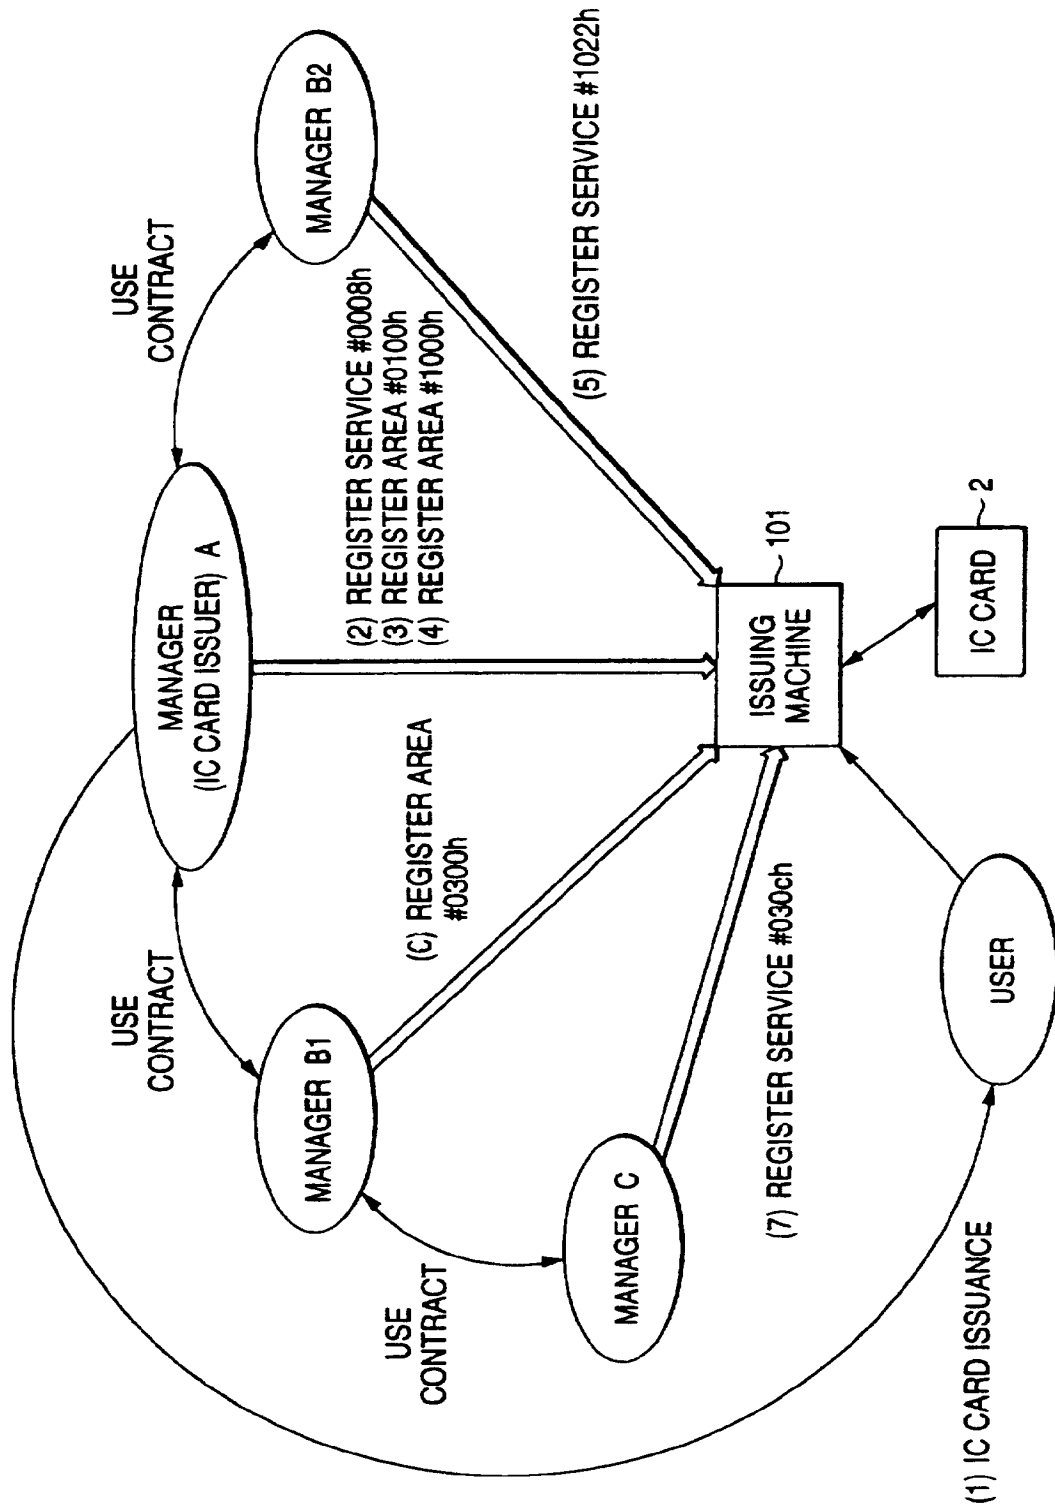 USE
CONTRACT
USE
CONTRACT
MANAGER
(IC CARD ISSUER) A
MANAGER B1
MANAGER B2
(2) REGISTER SERVICE #0008h
(3) REGISTER AREA #0100h
(4) REGISTER AREA #1000h
(C) REGISTER AREA
#0300h
USE
CONTRACT
MANAGER C
(5) REGISTER SERVICE #1022h
(7) REGISTER SERVICE #030ch
ISSUING
MACHINE
101
(1) IC CARD ISSUANCE
USER
IC CARD
2